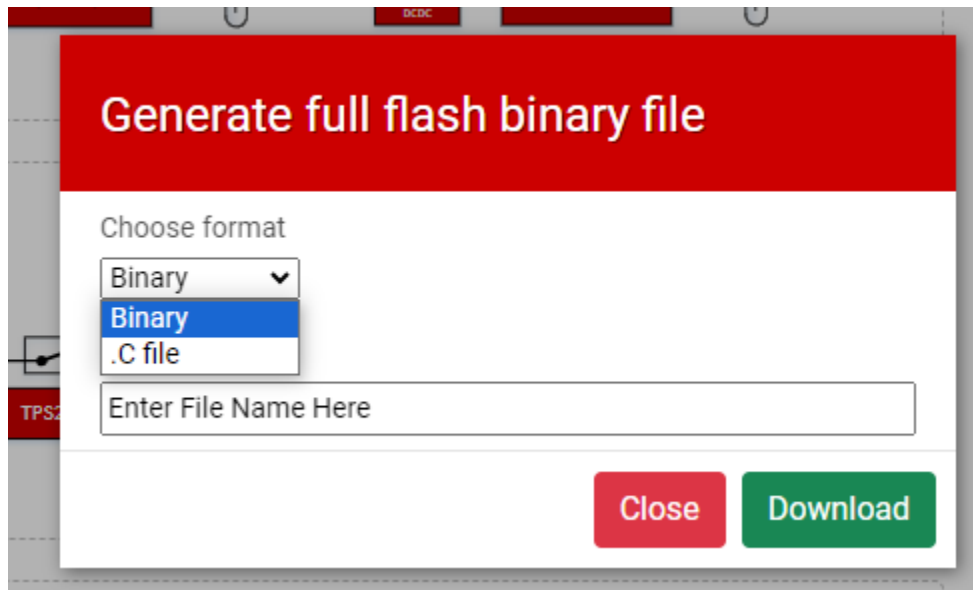 DCDC
Generate full flash binary file
Choose format
Binary
Binary
.C file
TPS2
Enter File Name Here
Close
Download